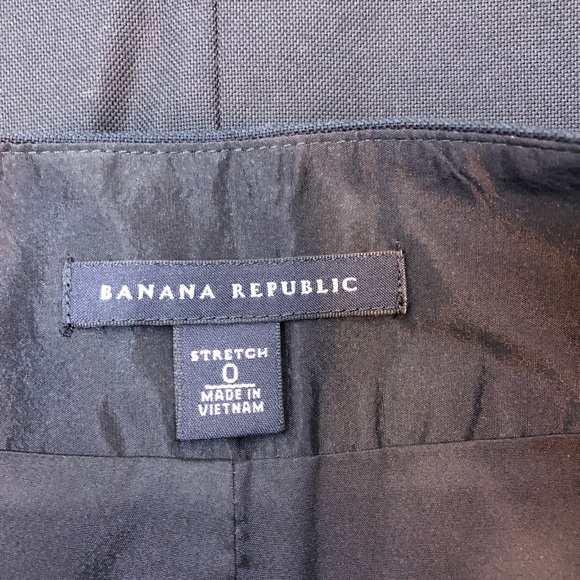 BANANA REPUBLIC
STRETCH
0
MADE IN
VIETNAM